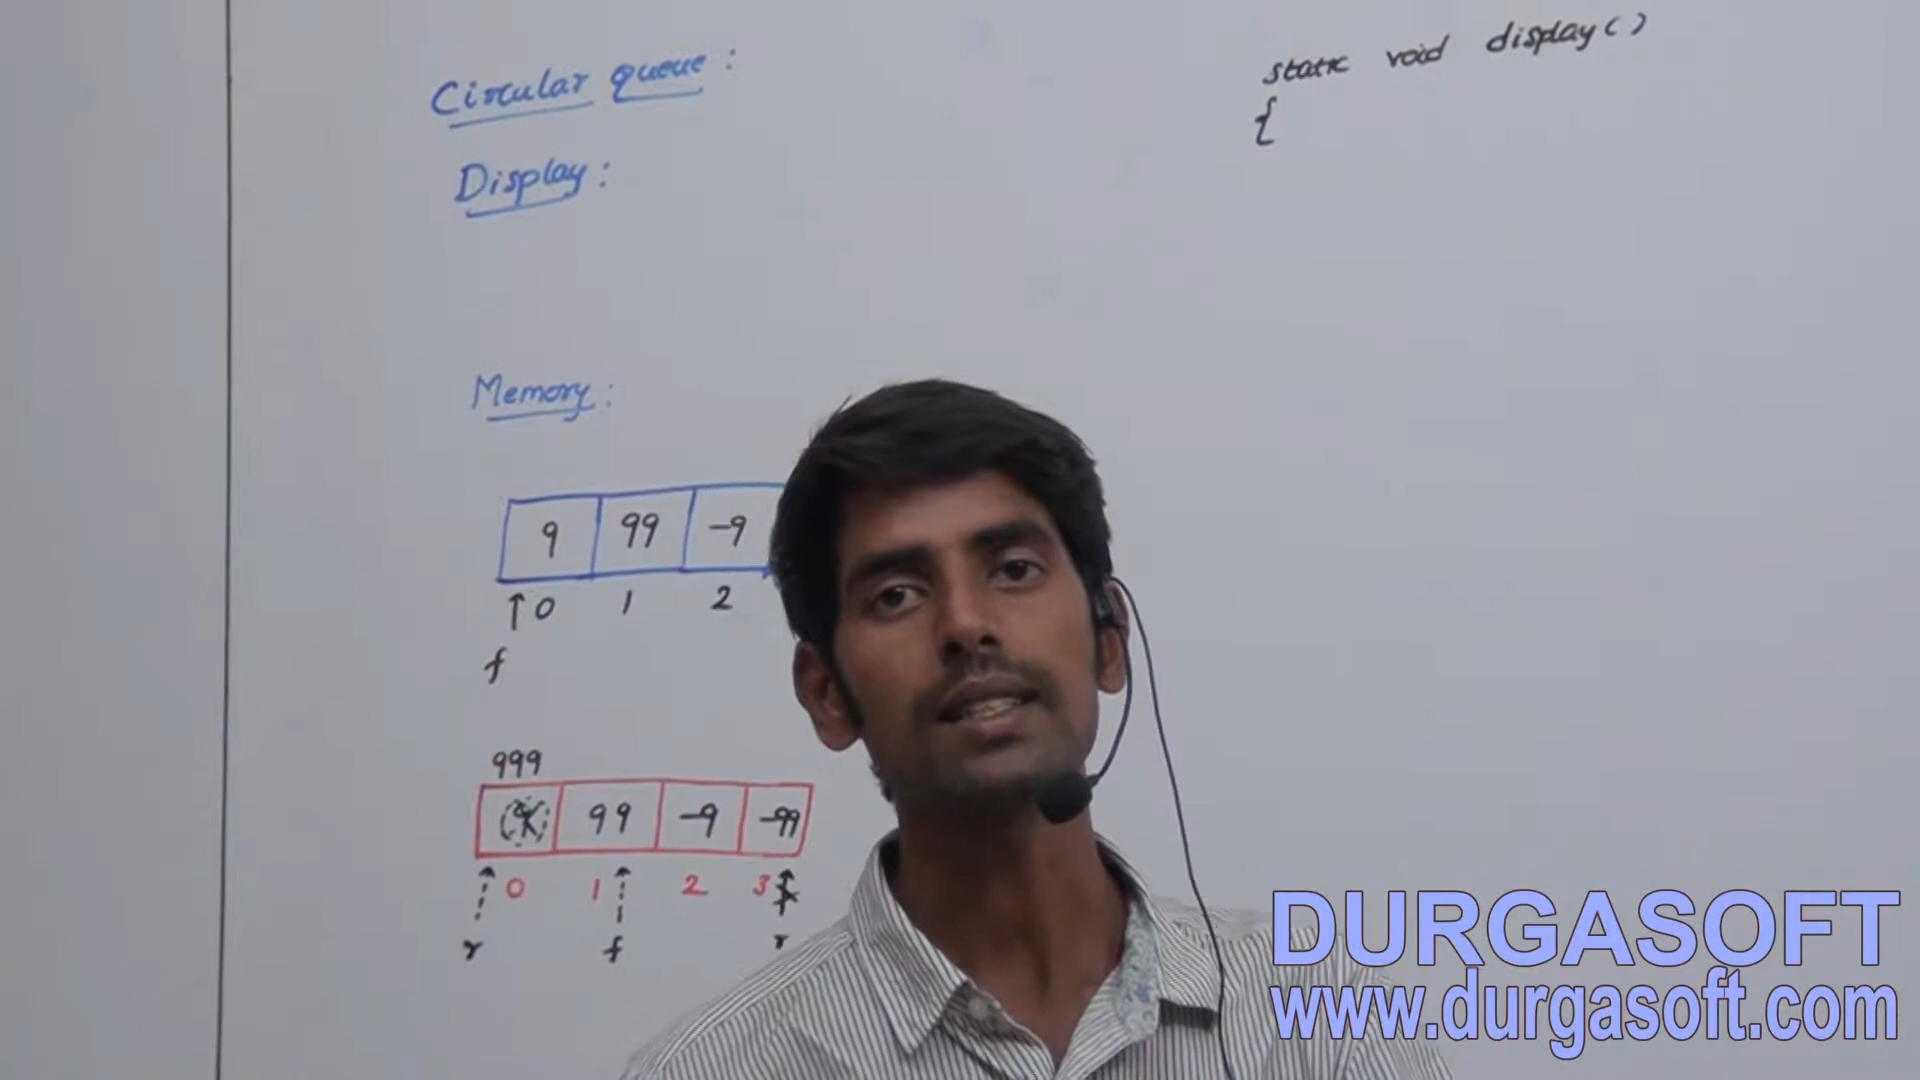 Circular queue :
Display :
static void display()
{
Memory :
9 99 -9
0 1 2
f
999
9 99 -9 -99
0 1 2 3
r f r
DURGASOFT
www.durgasoft.com